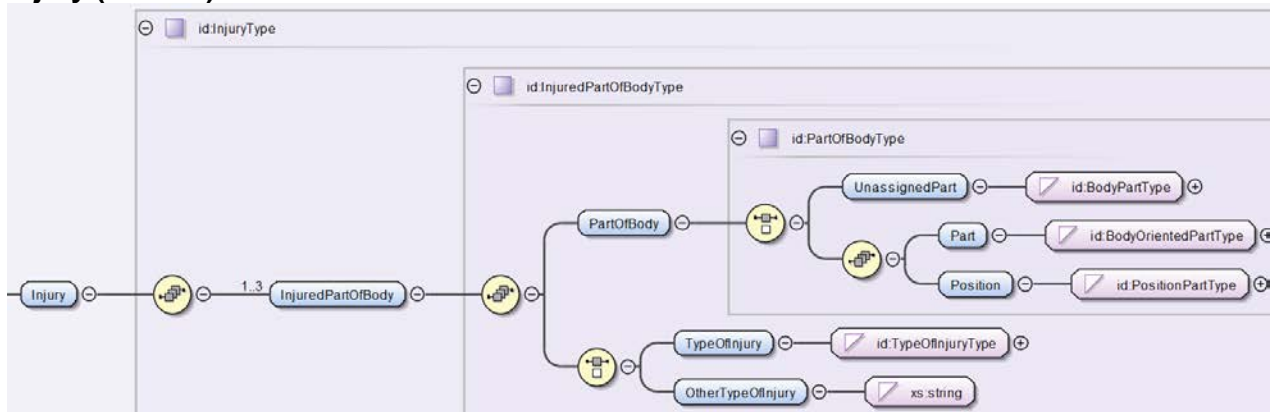 id:InjuryType
id:InjuredPartOfBodyType
id:PartOfBodyType
UnassignedPart
id:BodyPartType
PartOfBody
Part
id:BodyOrientedPartType
Injury
1..3
InjuredPartOfBody
Position
id:PositionPartType
TypeOfInjury
id:TypeOfInjuryType
OtherTypeOfInjury
xs:string